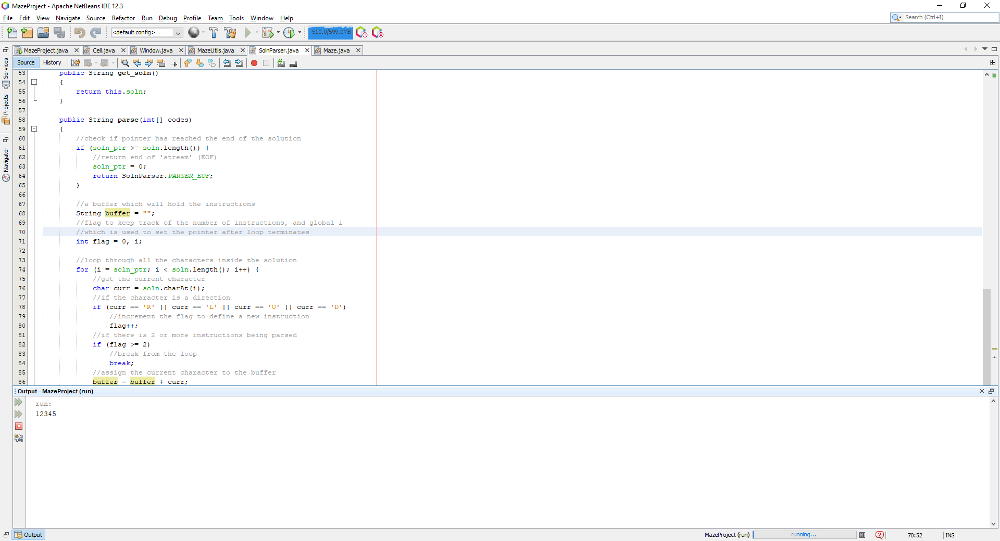 MazeProject - Apache NetBeans IDE 12.3
File Edit View Navigate Source Refactor Run Debug Profile Team Tools Window Help
Search (Ctrl+I)
<default config>
510.0/599.0MB
MazeProject.java Cell.java Window.java MazeUtils.java SolnParser.java Maze.java
Source History
Services
Projects
Navigator
53 public String get_soln()
54 {
55 return this.soln;
56 }
57
58 public String parse(int[] codes)
59 {
60 //check if pointer has reached the end of the solution
61 if (soln_ptr >= soln.length()) {
62 //return end of 'stream' (EOF)
63 soln_ptr = 0;
64 return SolnParser.PARSER_EOF;
65 }
66
67 //a buffer which will hold the instructions
68 String buffer = "";
69 //flag to keep track of the number of instructions, and global i
70 //which is used to set the pointer after loop terminates
71 int flag = 0, i;
72
73 //loop through all the characters inside the solution
74 for (i = soln_ptr; i < soln.length(); i++) {
75 //get the current character
76 char curr = soln.charAt(i);
77 //if the character is a direction
78 if (curr == 'R' || curr == 'L' || curr == 'U' || curr == 'D')
79 //increment the flag to define a new instruction
80 flag++;
81 //if there is 2 or more instructions being parsed
82 if (flag >= 2)
83 //break from the loop
84 break;
85 //assign the current character to the buffer
86 buffer = buffer + curr;
Output - MazeProject (run)
run:
12345
Output
MazeProject (run) running... 2 70:52 INS